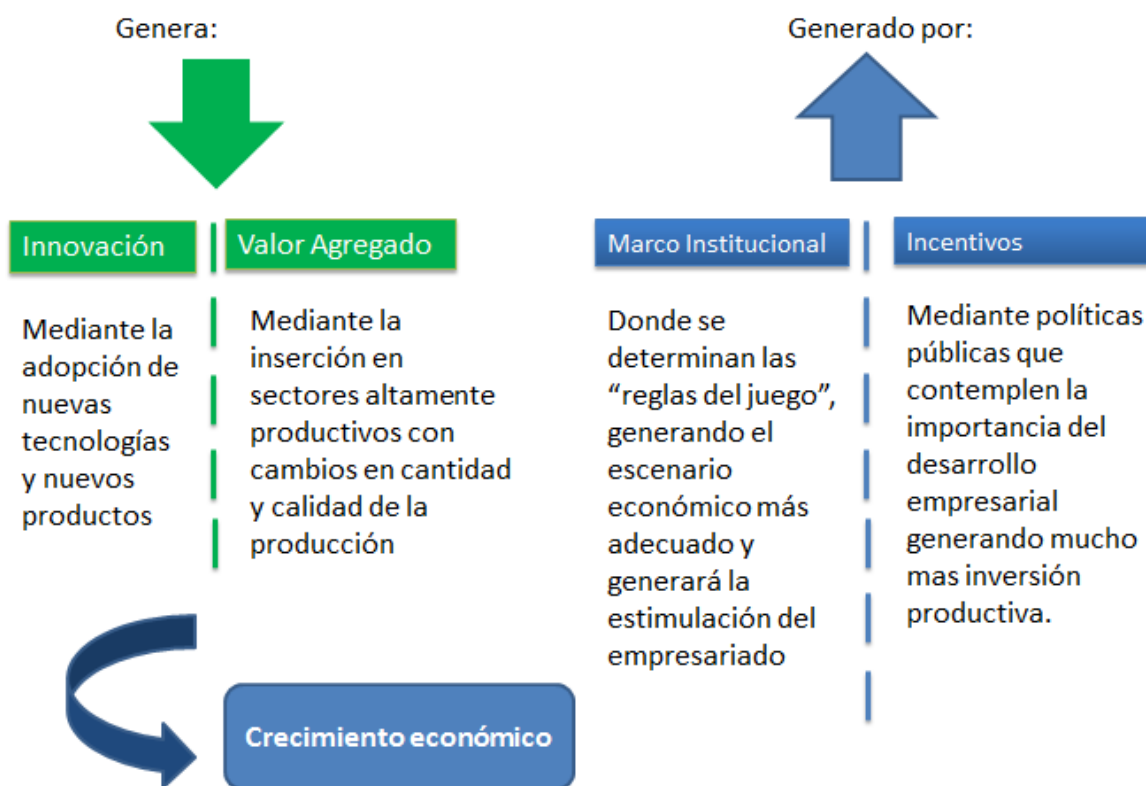 Genera:
Innovación
Mediante la
adopción de
nuevas
tecnologías
y nuevos
productos
Valor Agregado
Mediante la
inserción en
sectores altamente
productivos con
cambios en cantidad
y calidad de la
producción
Crecimiento económico
Generado por:
Marco Institucional
Donde se
determinan las
“reglas del juego”,
generando el
escenario
económico más
adecuado y
generará la
estimulación del
empresariado
Incentivos
Mediante políticas
públicas que
contemplen la
importancia del
desarrollo
empresarial
generando mucho
mas inversión
productiva.